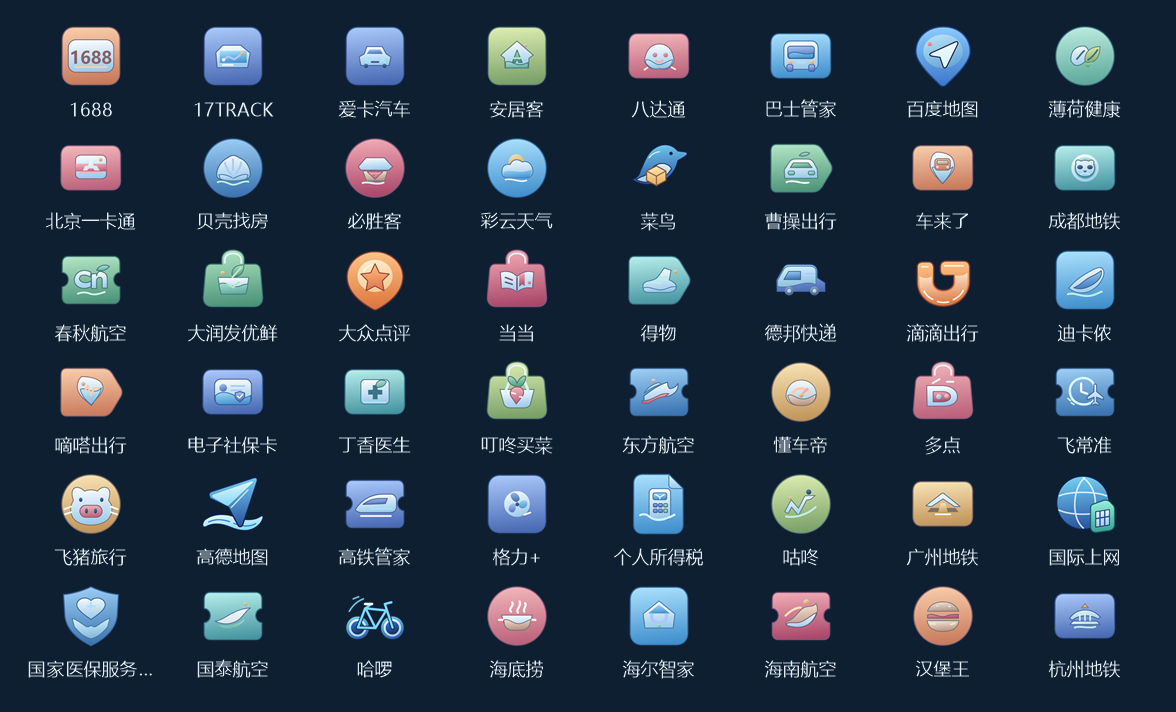 1688
1688 17TRACK 爱卡汽车 安居客 八达通 巴士管家 百度地图 薄荷健康
北京一卡通 贝壳找房 必胜客 彩云天气 菜鸟 曹操出行 车来了 成都地铁
cn
春秋航空 大润发优鲜 大众点评 当当 得物 德邦快递 滴滴出行 迪卡侬
D
嘀嗒出行 电子社保卡 丁香医生 叮咚买菜 东方航空 懂车帝 多点 飞常准
飞猪旅行 高德地图 高铁管家 格力+ 个人所得税 咕咚 广州地铁 国际上网
国家医保服务... 国泰航空 哈啰 海底捞 海尔智家 海南航空 汉堡王 杭州地铁